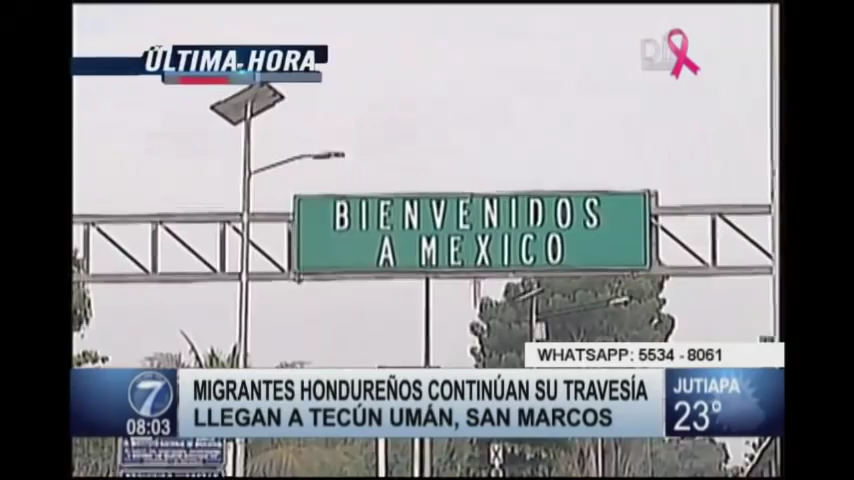 ÚLTIMA HORA
BIENVENIDOS
A MEXICO
WHATSAPP: 5534 - 8061
7
08:03
MIGRANTES HONDUREÑOS CONTINÚAN SU TRAVESÍA
LLEGAN A TECÚN UMÁN, SAN MARCOS
JUTIAPA
23°